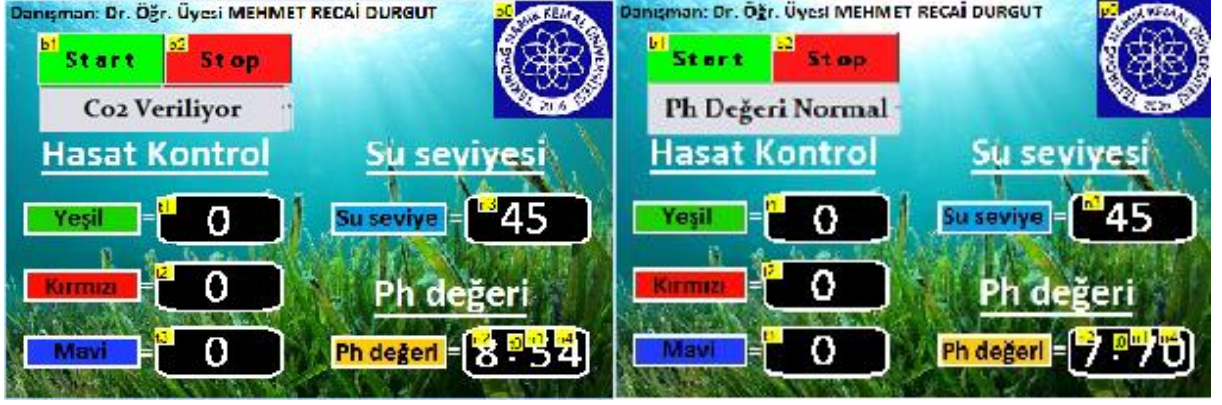 Danışman: Dr. Öğr. Üyesi MEHMET RECAİ DURGUT
Start Stop
Co2 Veriliyor
Hasat Kontrol Su seviyesi
Yeşil = 0 Su seviye = 45
Kırmızı = 0 Ph değeri
Mavi = 0 Ph değeri = 8.54
Danışman: Dr. Öğr. Üyesi MEHMET RECAİ DURGUT
Start Stop
Ph Değeri Normal
Hasat Kontrol Su seviyesi
Yeşil = 0 Su seviye = 45
Kırmızı = 0 Ph değeri
Mavi = 0 Ph değeri = 7.70